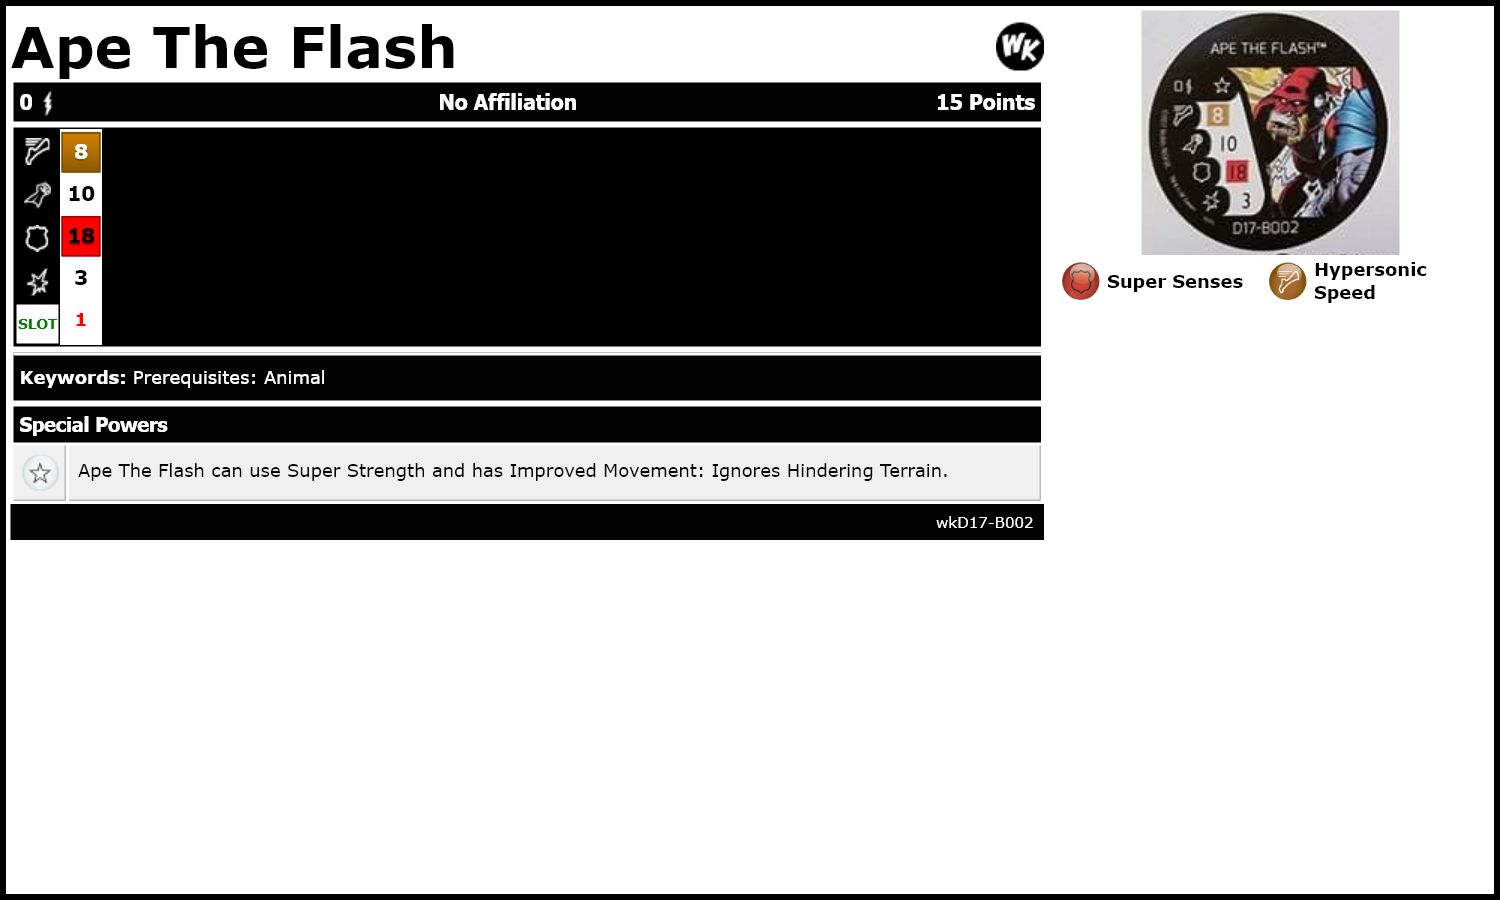 Ape The Flash
WK
0 No Affiliation 15 Points
8
10
18
3
SLOT 1
Keywords: Prerequisites: Animal
Special Powers
Ape The Flash can use Super Strength and has Improved Movement: Ignores Hindering Terrain.
wkD17-B002
APE THE FLASH™
0
8
10
18
3
D17-B002
Super Senses
Hypersonic
Speed